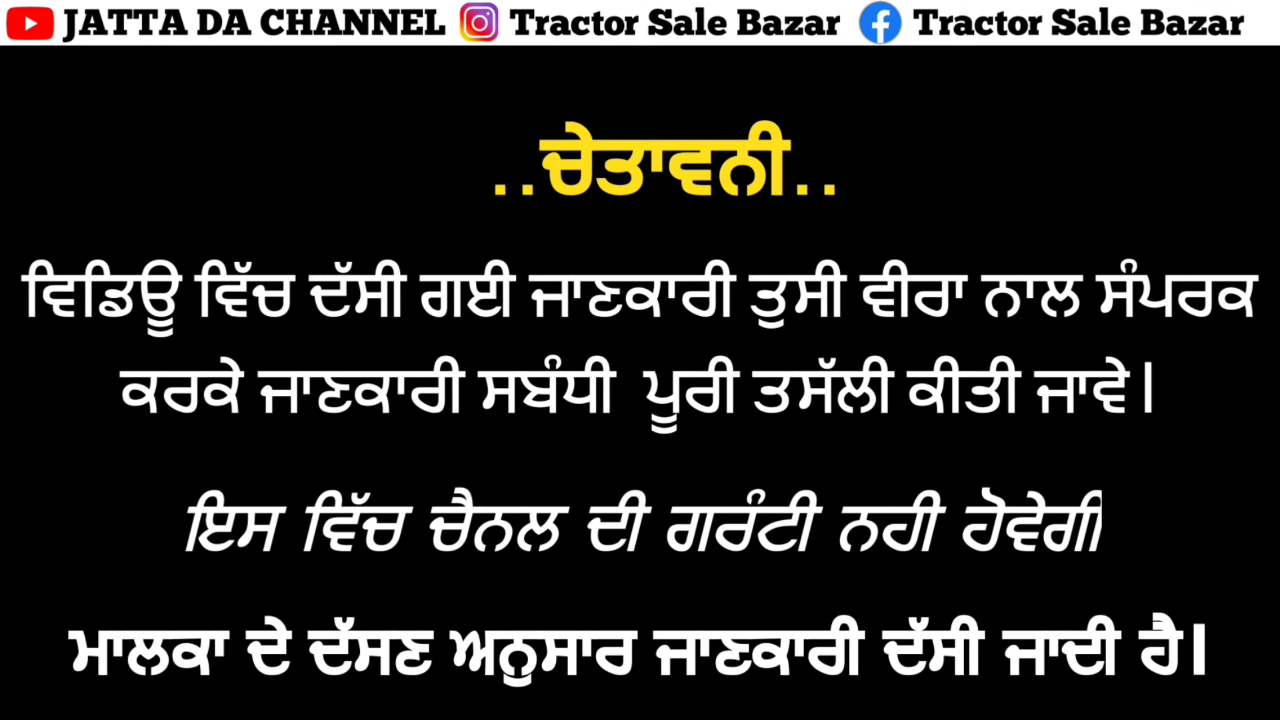 JATTA DA CHANNEL Tractor Sale Bazar Tractor Sale Bazar
..ਚੇਤਾਵਨੀ..
ਵਿਡਿਊ ਵਿੱਚ ਦੱਸੀ ਗਈ ਜਾਣਕਾਰੀ ਤੁਸੀ ਵੀਰਾ ਨਾਲ ਸੰਪਰਕ
ਕਰਕੇ ਜਾਣਕਾਰੀ ਸਬੰਧੀ ਪੂਰੀ ਤਸੱਲੀ ਕੀਤੀ ਜਾਵੇ।
ਇਸ ਵਿੱਚ ਚੈਨਲ ਦੀ ਗਰੰਟੀ ਨਹੀ ਹੋਵੇਗੀ
ਮਾਲਕਾ ਦੇ ਦੱਸਣ ਅਨੁਸਾਰ ਜਾਣਕਾਰੀ ਦੱਸੀ ਜਾਦੀ ਹੈ।